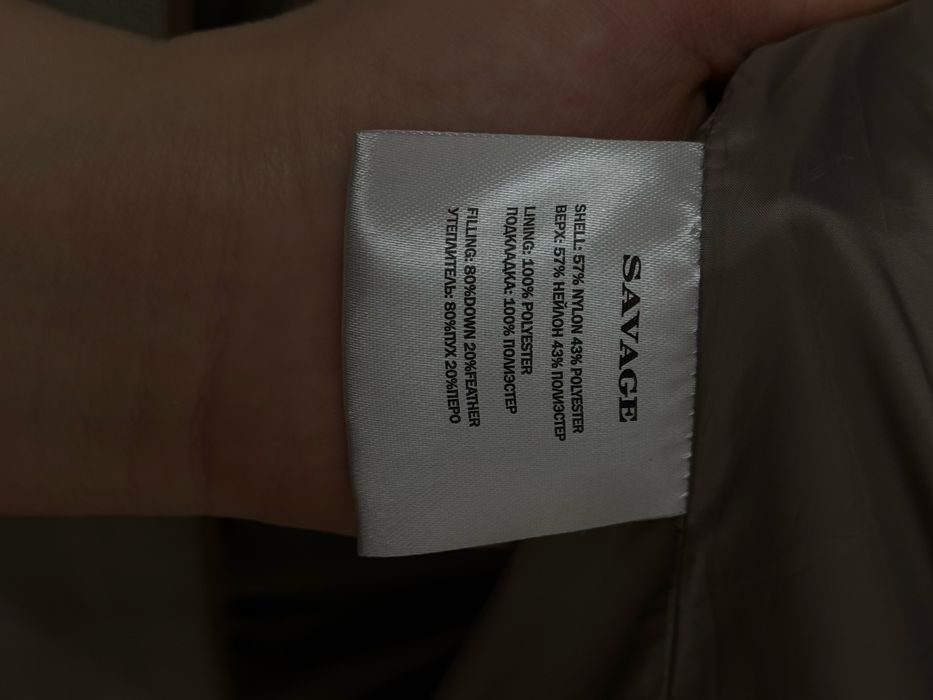 SAVAGE
SHELL: 57% NYLON 43% POLYESTER
ВЕРХ: 57% НЕЙЛОН 43% ПОЛИЭСТЕР
LINING: 100% POLYESTER
ПОДКЛАДКА: 100% ПОЛИЭСТЕР
FILLING: 80%DOWN 20%FEATHER
УТЕПЛИТЕЛЬ: 80%ПУХ 20%ПЕРО